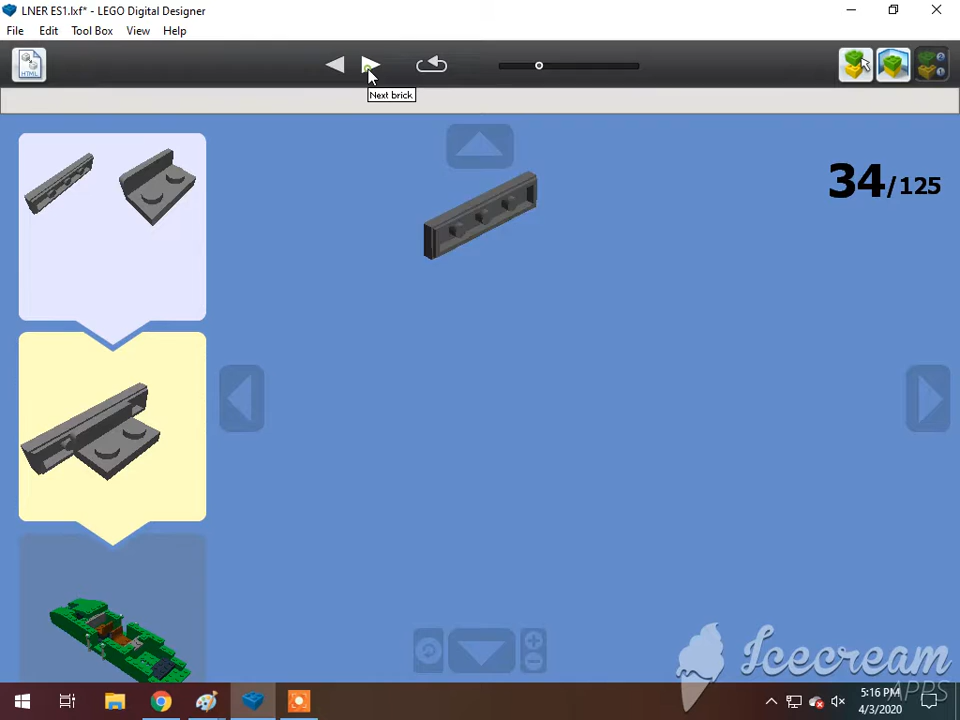 LNER ES1.lxf* - LEGO Digital Designer
File Edit Tool Box View Help
HTML
Next brick
34/125
Icecream
APPS
5:16 PM
4/3/2020